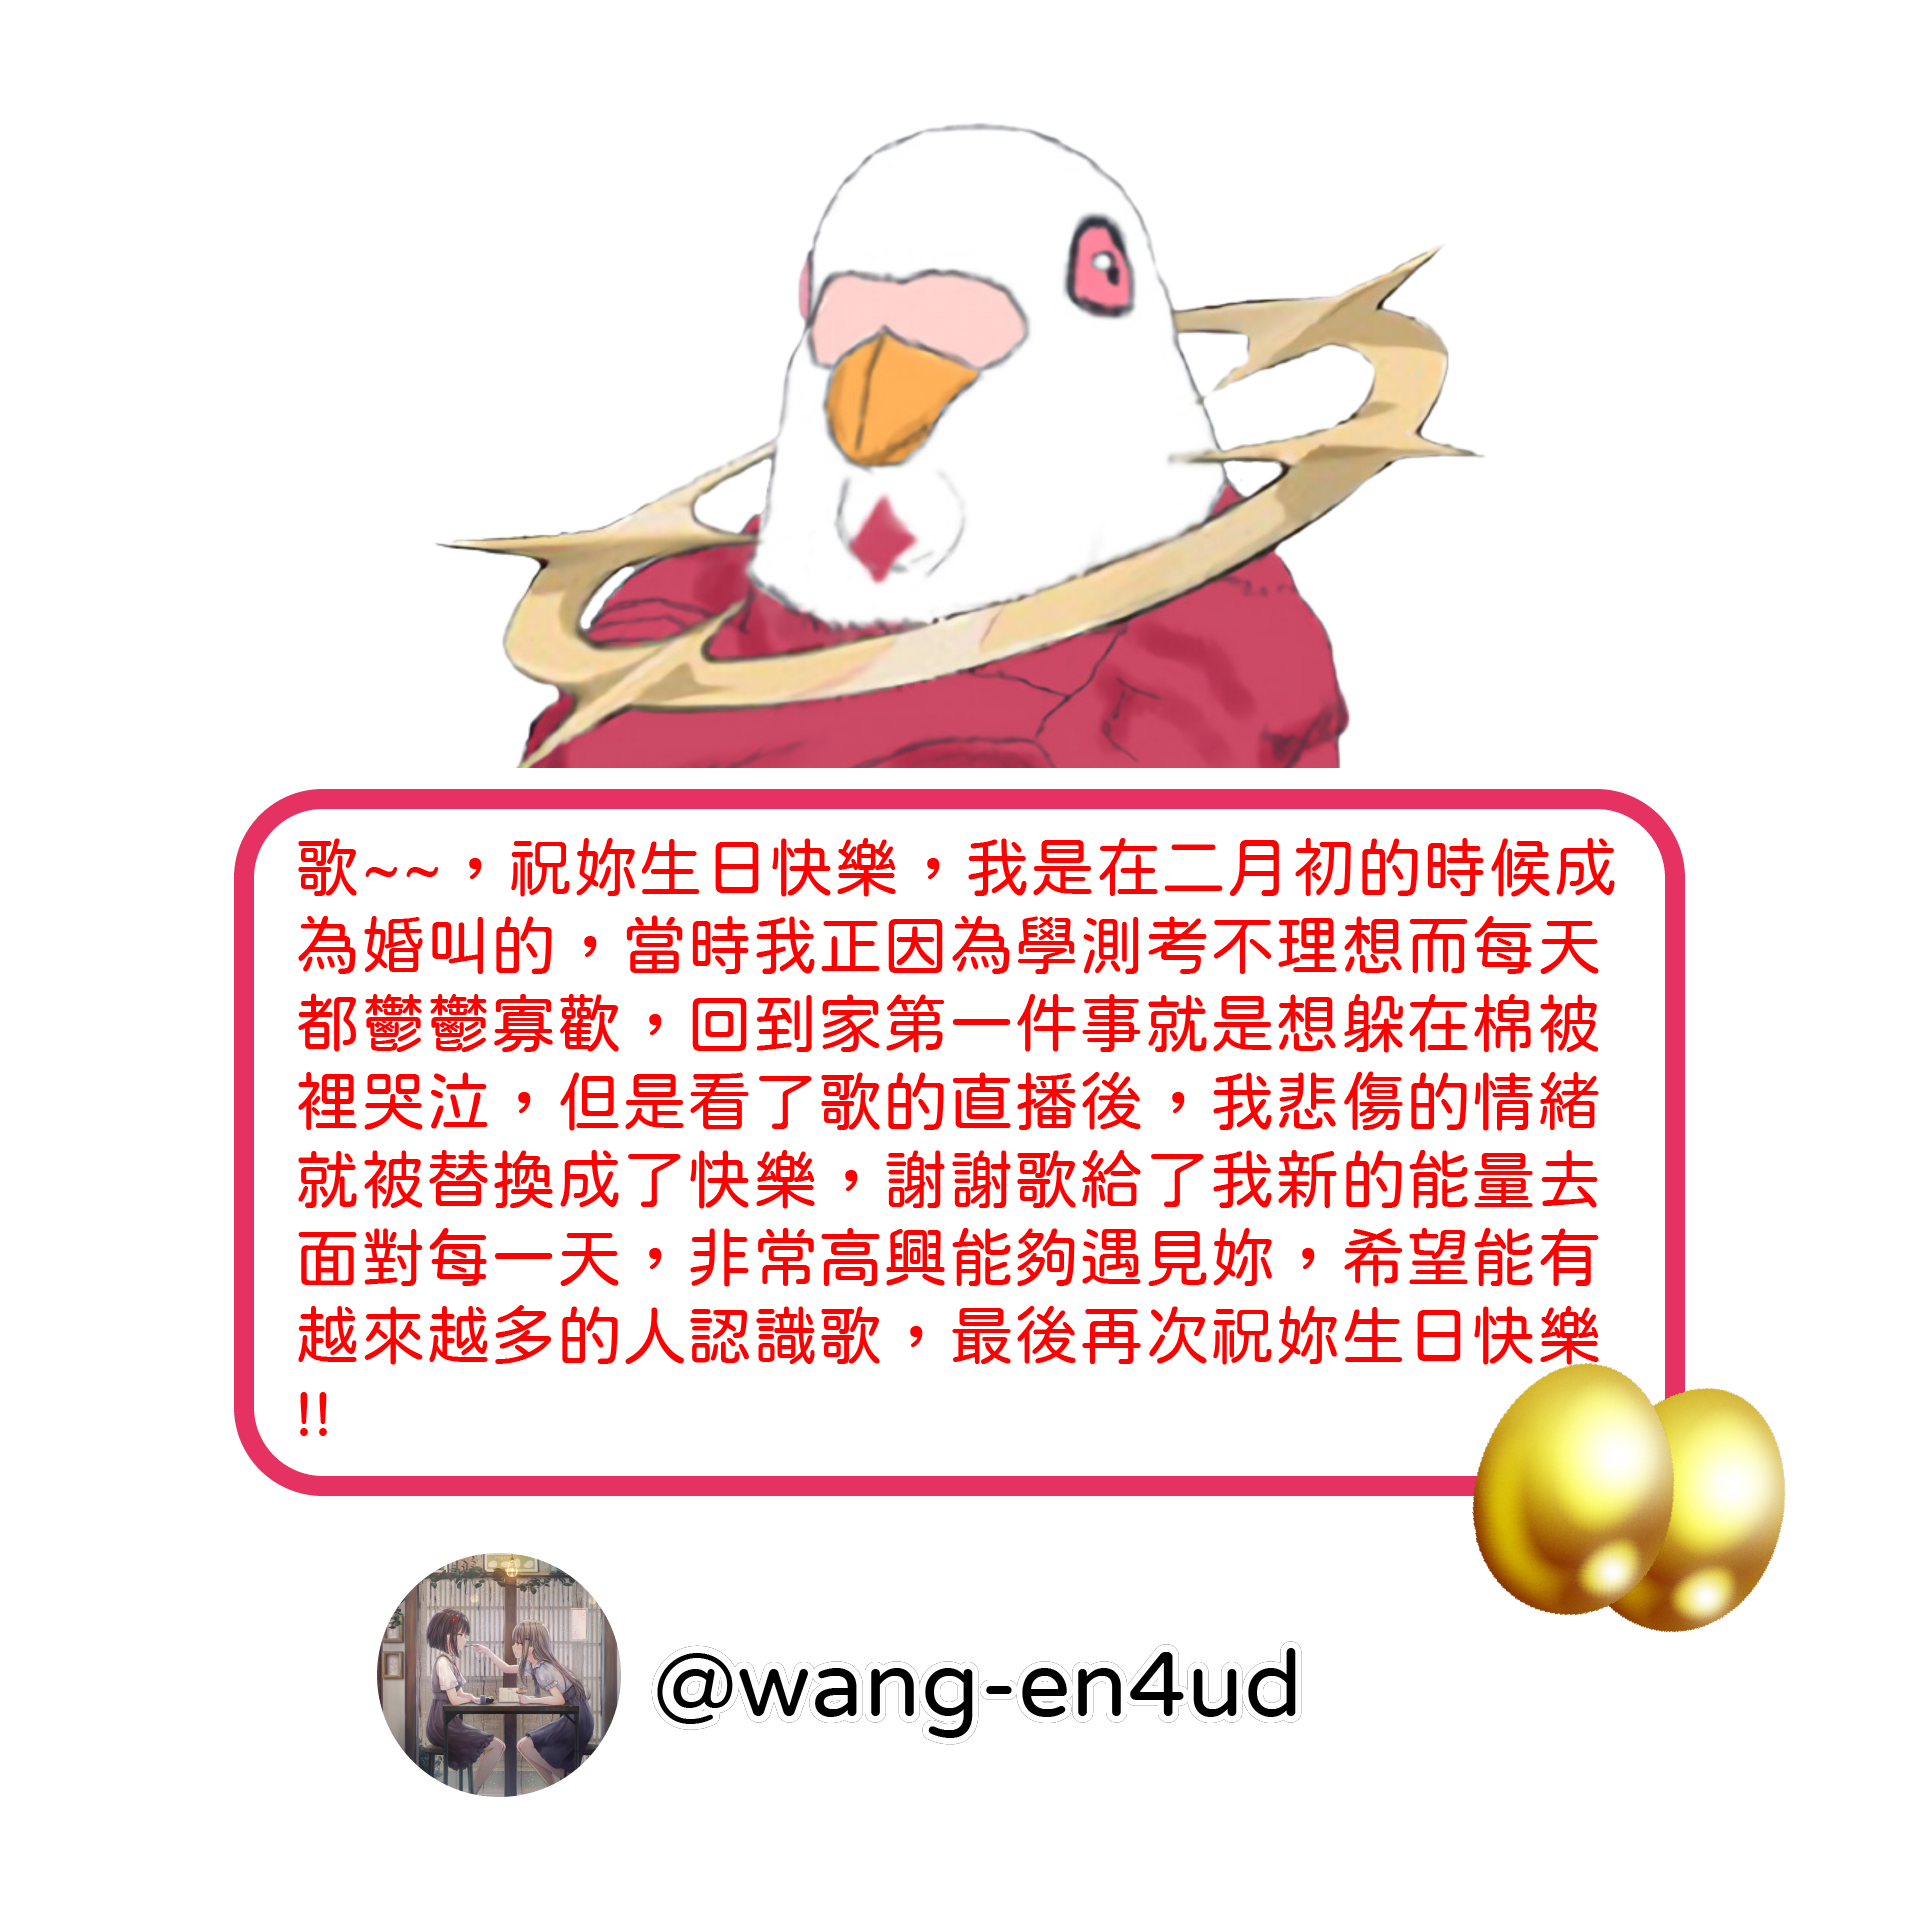 歌~~，祝妳生日快樂，我是在二月初的時候成
為婚叫的，當時我正因為學測考不理想而每天
都鬱鬱寡歡，回到家第一件事就是想躲在棉被
裡哭泣，但是看了歌的直播後，我悲傷的情緒
就被替換成了快樂，謝謝歌給了我新的能量去
面對每一天，非常高興能夠遇見妳，希望能有
越來越多的人認識歌，最後再次祝妳生日快樂
!!
@wang-en4ud